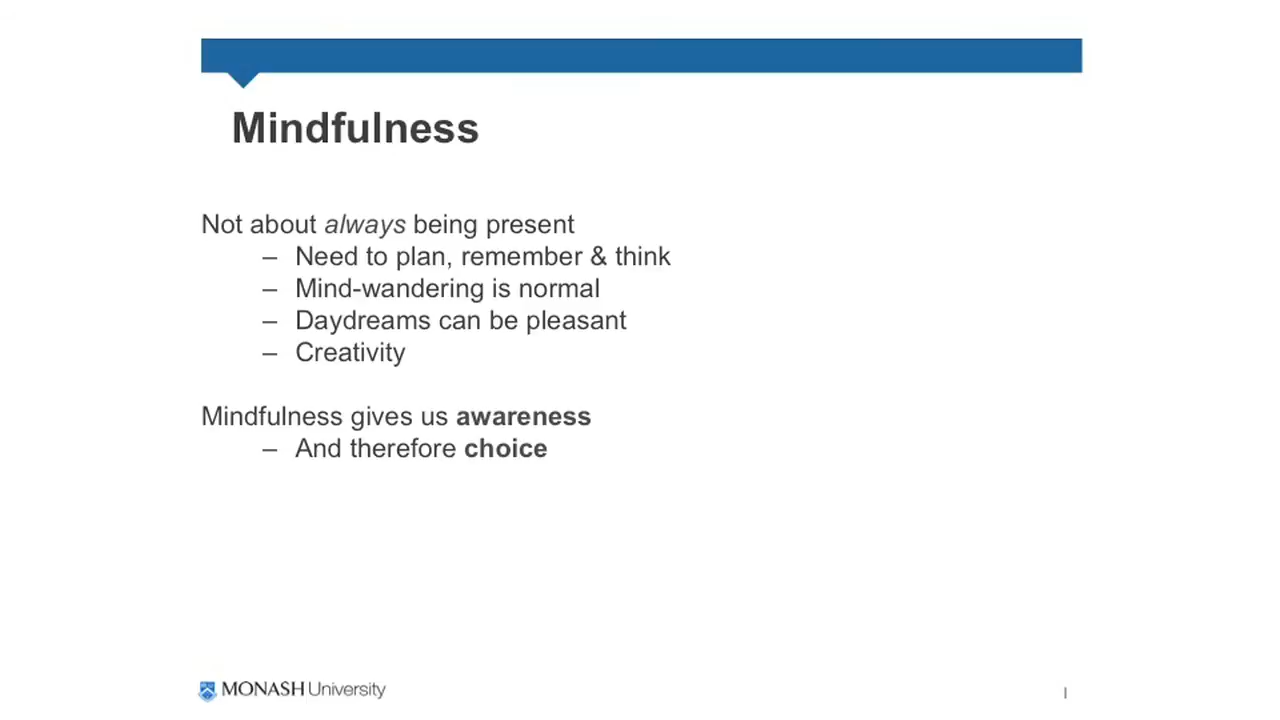 Mindfulness
Not about always being present
– Need to plan, remember & think
– Mind-wandering is normal
– Daydreams can be pleasant
– Creativity
Mindfulness gives us awareness
– And therefore choice
MONASH University